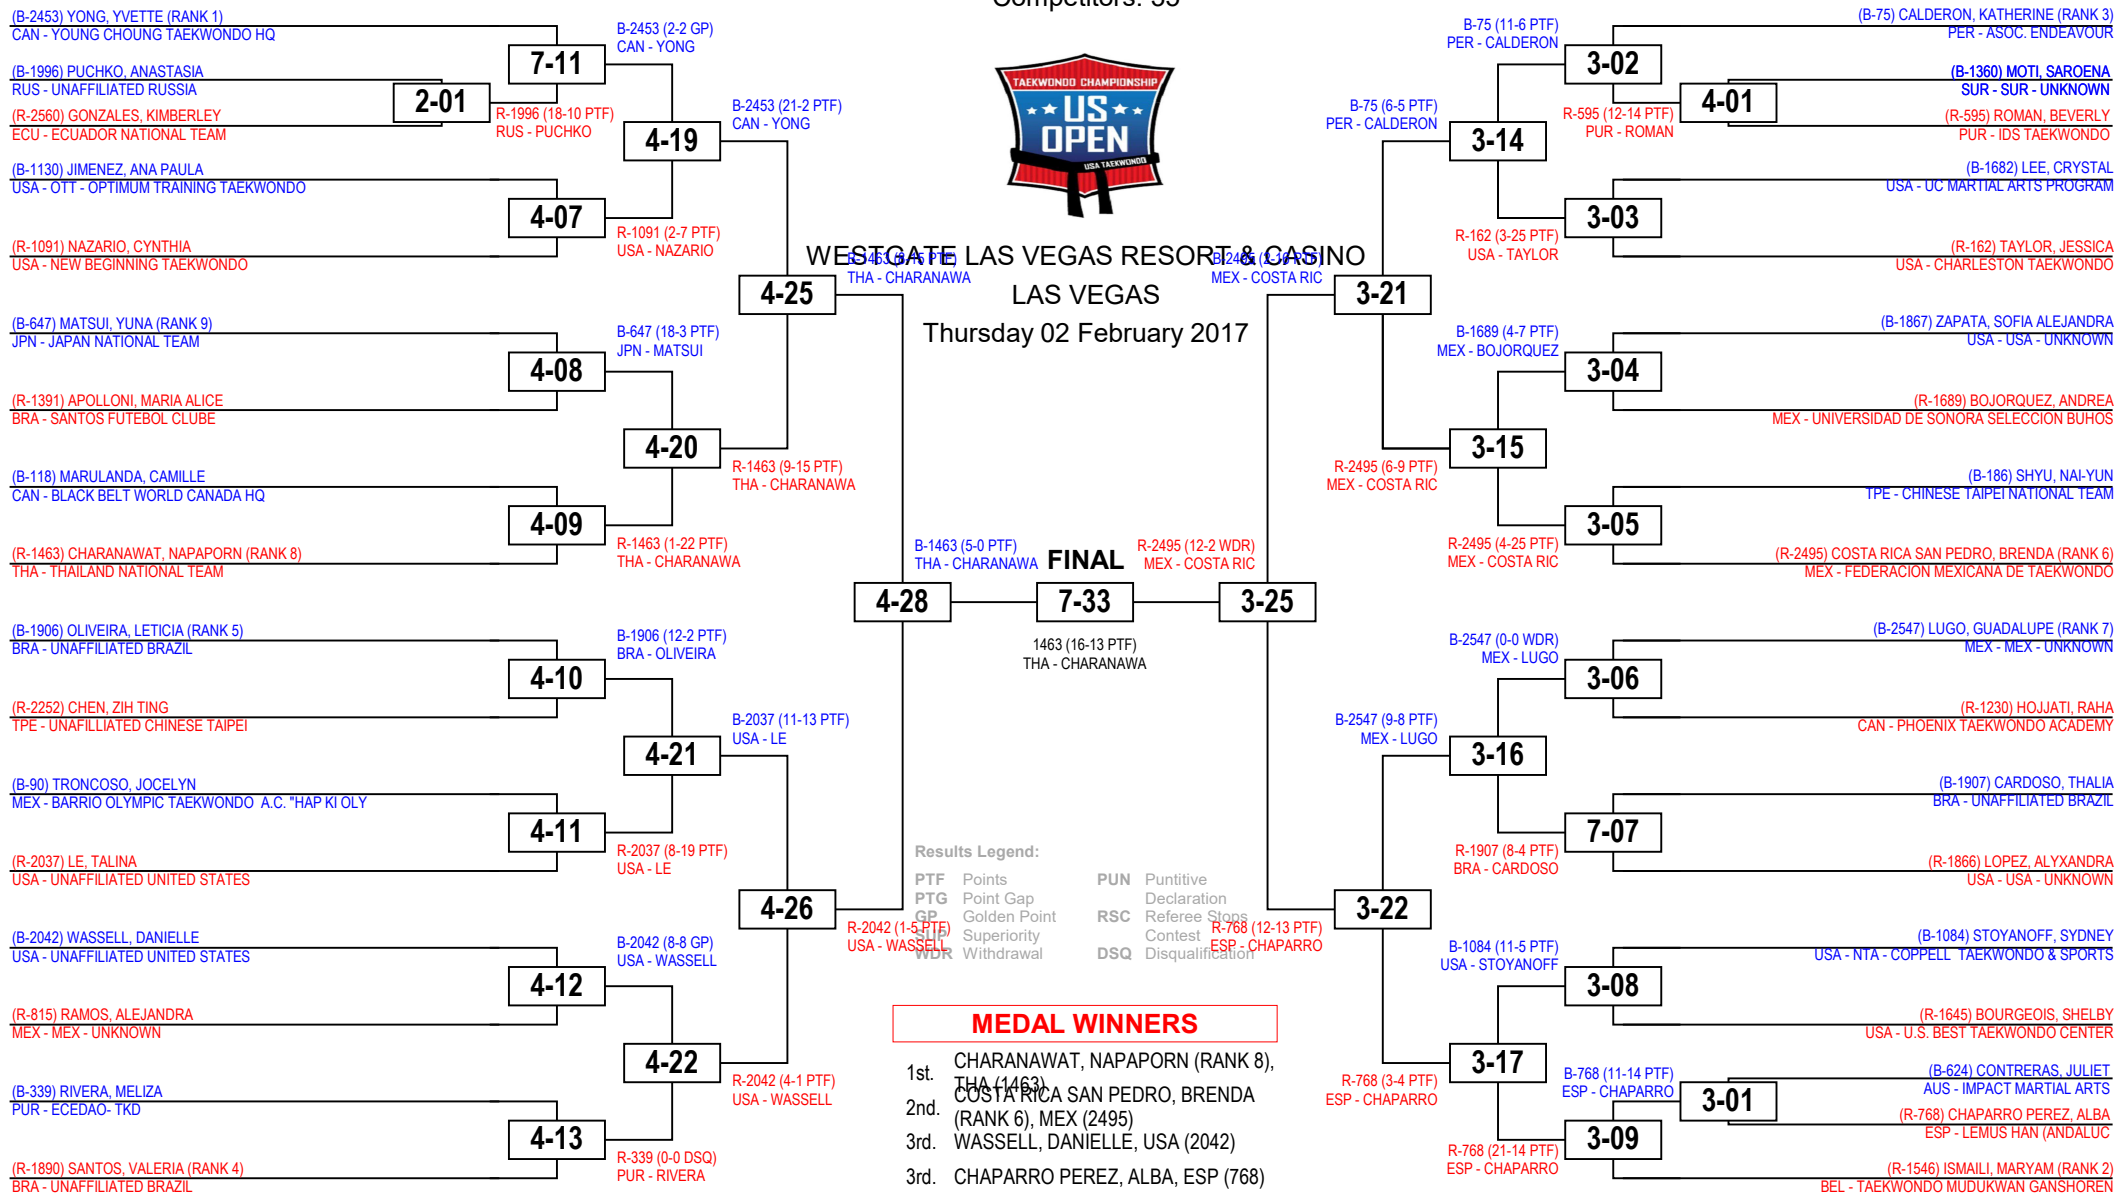 Competitors: 33
(B-2453) YONG, YVETTE (RANK 1)
CAN - YOUNG CHOUNG TAEKWONDO HQ
(B-1996) PUCHKO, ANASTASIA
RUS - UNAFFILIATED RUSSIA
(R-2560) GONZALES, KIMBERLEY
ECU - ECUADOR NATIONAL TEAM
(B-1130) JIMENEZ, ANA PAULA
USA - OTT - OPTIMUM TRAINING TAEKWONDO
(R-1091) NAZARIO, CYNTHIA
USA - NEW BEGINNING TAEKWONDO
(B-647) MATSUI, YUNA (RANK 9)
JPN - JAPAN NATIONAL TEAM
(R-1391) APOLLONI, MARIA ALICE
BRA - SANTOS FUTEBOL CLUBE
(B-118) MARULANDA, CAMILLE
CAN - BLACK BELT WORLD CANADA HQ
(R-1463) CHARANAWAT, NAPAPORN (RANK 8)
THA - THAILAND NATIONAL TEAM
(B-1906) OLIVEIRA, LETICIA (RANK 5)
BRA - UNAFFILIATED BRAZIL
(R-2252) CHEN, ZIH TING
TPE - UNAFILLIATED CHINESE TAIPEI
(B-90) TRONCOSO, JOCELYN
MEX - BARRIO OLYMPIC TAEKWONDO A.C. "HAP KI OLY
(R-2037) LE, TALINA
USA - UNAFFILIATED UNITED STATES
(B-2042) WASSELL, DANIELLE
USA - UNAFFILIATED UNITED STATES
(R-815) RAMOS, ALEJANDRA
MEX - MEX - UNKNOWN
(B-339) RIVERA, MELIZA
PUR - ECEDAO- TKD
(R-1890) SANTOS, VALERIA (RANK 4)
BRA - UNAFFILIATED BRAZIL
2-01
R-1996 (18-10 PTF)
RUS - PUCHKO
7-11
4-07
4-08
4-09
4-10
4-11
4-12
4-13
B-2453 (2-2 GP)
CAN - YONG
R-1091 (2-7 PTF)
USA - NAZARIO
B-647 (18-3 PTF)
JPN - MATSUI
R-1463 (1-22 PTF)
THA - CHARANAWA
B-1906 (12-2 PTF)
BRA - OLIVEIRA
R-2037 (8-19 PTF)
USA - LE
B-2042 (8-8 GP)
USA - WASSELL
R-339 (0-0 DSQ)
PUR - RIVERA
4-19
4-20
4-21
4-22
B-2453 (21-2 PTF)
CAN - YONG
R-1463 (9-15 PTF)
THA - CHARANAWA
B-2037 (11-13 PTF)
USA - LE
R-2042 (4-1 PTF)
USA - WASSELL
4-25
4-26
THA - CHARANAWA
R-2042 (1-5 PTF)
USA - WASSELL
4-28
B-1463 (5-0 PTF)
THA - CHARANAWA
TAEKWONDO CHAMPIONSHIP
US
OPEN
USA TAEKWONDO
WESTGATE LAS VEGAS RESORT & CASINO
LAS VEGAS
Thursday 02 February 2017
FINAL
7-33
1463 (16-13 PTF)
THA - CHARANAWA
R-2495 (12-2 WDR)
MEX - COSTA RIC
3-25
MEX - COSTA RIC
R-768 (12-13 PTF)
ESP - CHAPARRO
3-21
3-22
B-75 (6-5 PTF)
PER - CALDERON
R-2495 (6-9 PTF)
MEX - COSTA RIC
B-2547 (9-8 PTF)
MEX - LUGO
R-768 (3-4 PTF)
ESP - CHAPARRO
3-14
3-15
3-16
3-17
B-75 (11-6 PTF)
PER - CALDERON
R-162 (3-25 PTF)
USA - TAYLOR
B-1689 (4-7 PTF)
MEX - BOJORQUEZ
R-2495 (4-25 PTF)
MEX - COSTA RIC
B-2547 (0-0 WDR)
MEX - LUGO
R-1907 (8-4 PTF)
BRA - CARDOSO
B-1084 (11-5 PTF)
USA - STOYANOFF
R-768 (21-14 PTF)
ESP - CHAPARRO
3-02
3-03
3-04
3-05
3-06
7-07
3-08
3-09
R-595 (12-14 PTF)
PUR - ROMAN
4-01
B-768 (11-14 PTF)
ESP - CHAPARRO
3-01
(B-75) CALDERON, KATHERINE (RANK 3)
PER - ASOC. ENDEAVOUR
(B-1360) MOTI, SAROENA
SUR - SUR - UNKNOWN
(R-595) ROMAN, BEVERLY
PUR - IDS TAEKWONDO
(B-1682) LEE, CRYSTAL
USA - UC MARTIAL ARTS PROGRAM
(R-162) TAYLOR, JESSICA
USA - CHARLESTON TAEKWONDO
(B-1867) ZAPATA, SOFIA ALEJANDRA
USA - USA - UNKNOWN
(R-1689) BOJORQUEZ, ANDREA
MEX - UNIVERSIDAD DE SONORA SELECCION BUHOS
(B-186) SHYU, NAI-YUN
TPE - CHINESE TAIPEI NATIONAL TEAM
(R-2495) COSTA RICA SAN PEDRO, BRENDA (RANK 6)
MEX - FEDERACION MEXICANA DE TAEKWONDO
(B-2547) LUGO, GUADALUPE (RANK 7)
MEX - MEX - UNKNOWN
(R-1230) HOJJATI, RAHA
CAN - PHOENIX TAEKWONDO ACADEMY
(B-1907) CARDOSO, THALIA
BRA - UNAFFILIATED BRAZIL
(R-1866) LOPEZ, ALYXANDRA
USA - USA - UNKNOWN
(B-1084) STOYANOFF, SYDNEY
USA - NTA - COPPELL TAEKWONDO & SPORTS
(R-1645) BOURGEOIS, SHELBY
USA - U.S. BEST TAEKWONDO CENTER
(B-624) CONTRERAS, JULIET
AUS - IMPACT MARTIAL ARTS
(R-768) CHAPARRO PEREZ, ALBA
ESP - LEMUS HAN (ANDALUC
(R-1546) ISMAILI, MARYAM (RANK 2)
BEL - TAEKWONDO MUDUKWAN GANSHOREN
Results Legend:
PTF Points
PTG Point Gap
GP Golden Point
SUP Superiority
WDR Withdrawal
PUN Puntitive
Declaration
RSC Referee Stops
Contest
DSQ Disqualification
MEDAL WINNERS
1st. CHARANAWAT, NAPAPORN (RANK 8),
THA (1463)
2nd. COSTA RICA SAN PEDRO, BRENDA
(RANK 6), MEX (2495)
3rd. WASSELL, DANIELLE, USA (2042)
3rd. CHAPARRO PEREZ, ALBA, ESP (768)